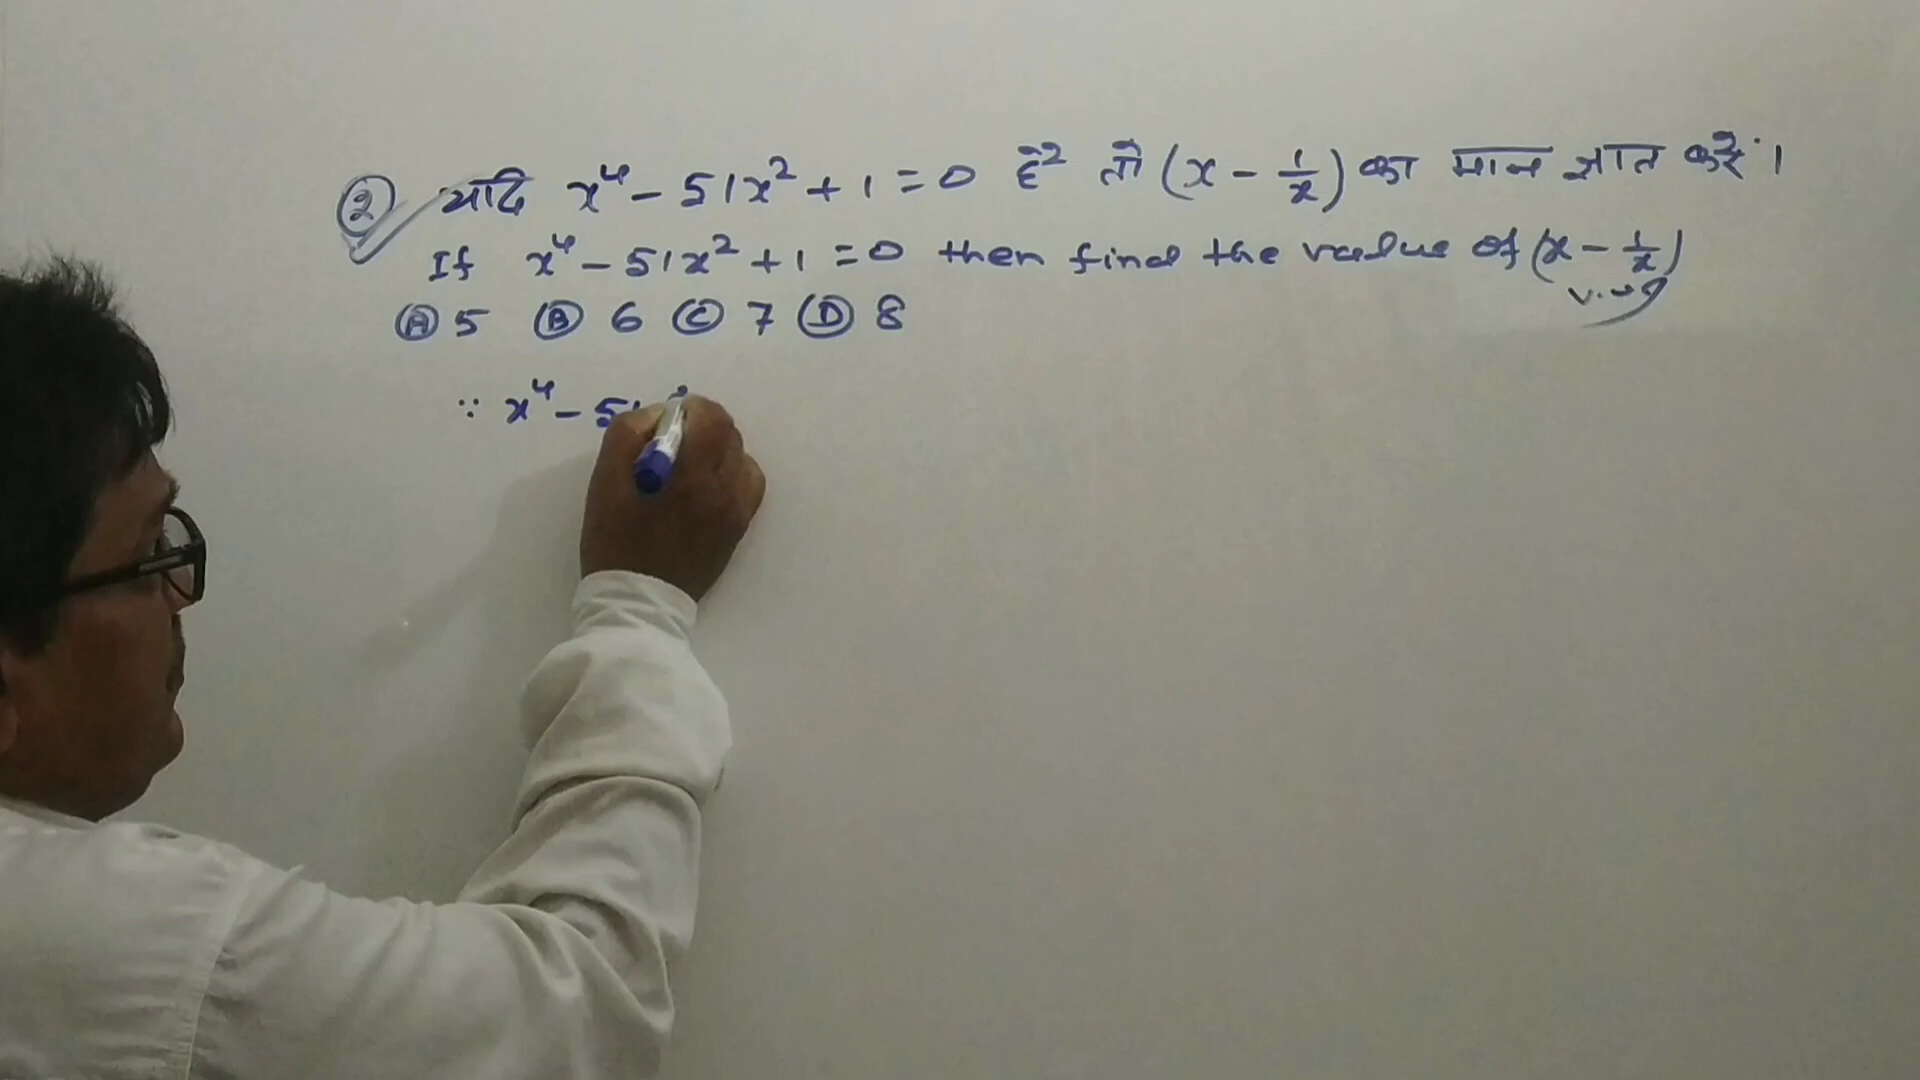 ② यदि x⁴ - 51x² + 1 = 0 है तो (x - 1/x) का मान ज्ञात करें।
If x⁴ - 51x² + 1 = 0 then find the value of (x - 1/x)
Ⓐ 5 Ⓑ 6 Ⓒ 7 Ⓓ 8
∵ x⁴ - 51